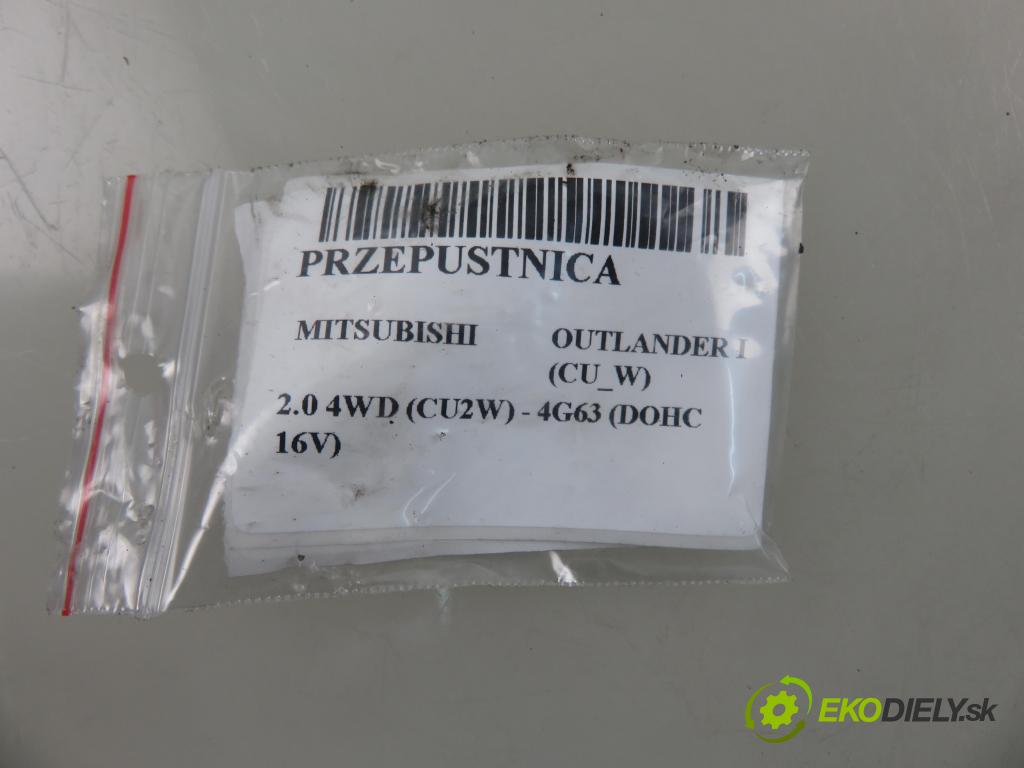 PRZEPUSTNICA
MITSUBISHI OUTLANDER I
(CU_W)
2.0 4WD (CU2W) - 4G63 (DOHC
16V)
EKODIELY.sk